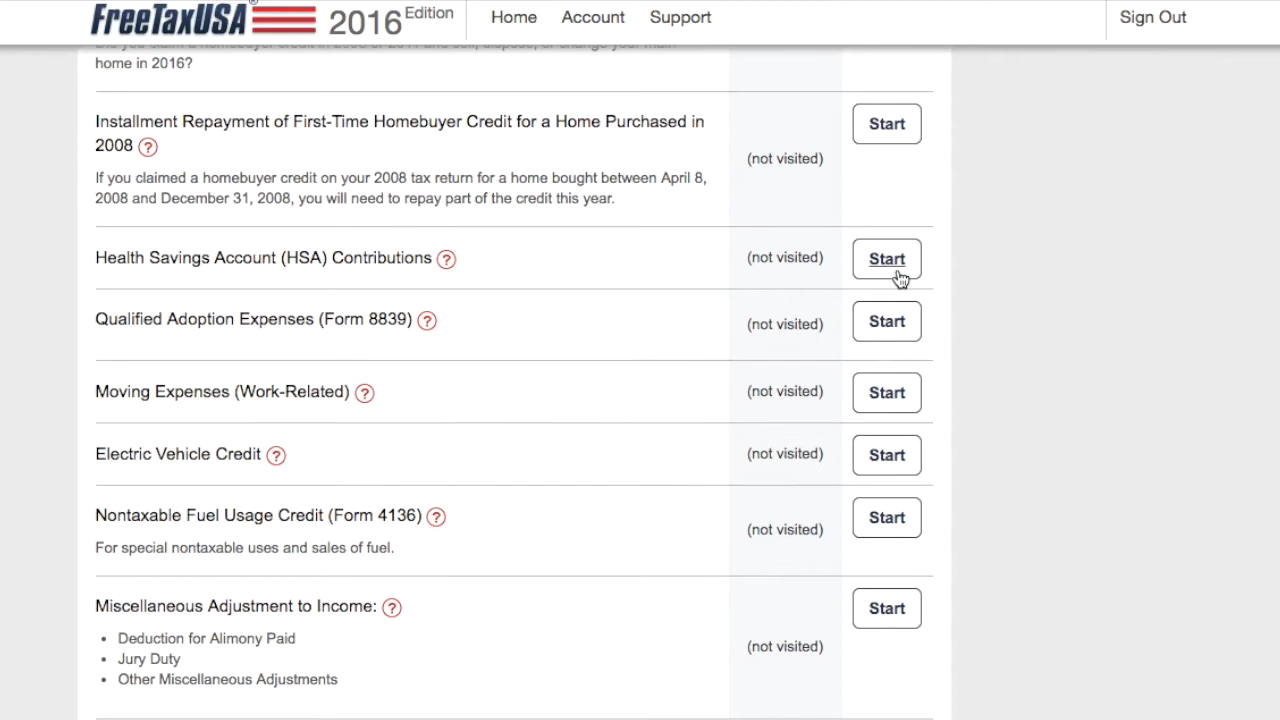 FreeTaxUSA® 2016 Edition Home Account Support Sign Out
home in 2016?
Installment Repayment of First-Time Homebuyer Credit for a Home Purchased in
2008 ?
(not visited)
Start
If you claimed a homebuyer credit on your 2008 tax return for a home bought between April 8,
2008 and December 31, 2008, you will need to repay part of the credit this year.
Health Savings Account (HSA) Contributions ? (not visited) Start
Qualified Adoption Expenses (Form 8839) ? (not visited) Start
Moving Expenses (Work-Related) ? (not visited) Start
Electric Vehicle Credit ? (not visited) Start
Nontaxable Fuel Usage Credit (Form 4136) ? (not visited) Start
For special nontaxable uses and sales of fuel.
Miscellaneous Adjustment to Income: ? (not visited) Start
• Deduction for Alimony Paid
• Jury Duty
• Other Miscellaneous Adjustments